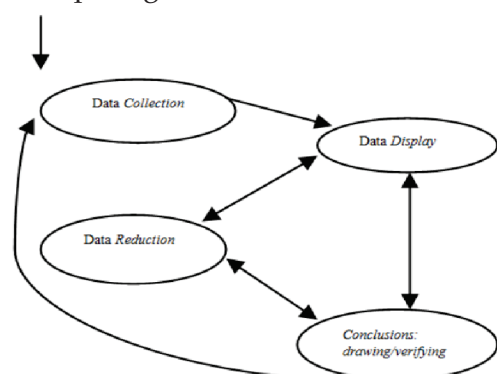 Data Collection
Data Display
Data Reduction
Conclusions:
drawing/verifying